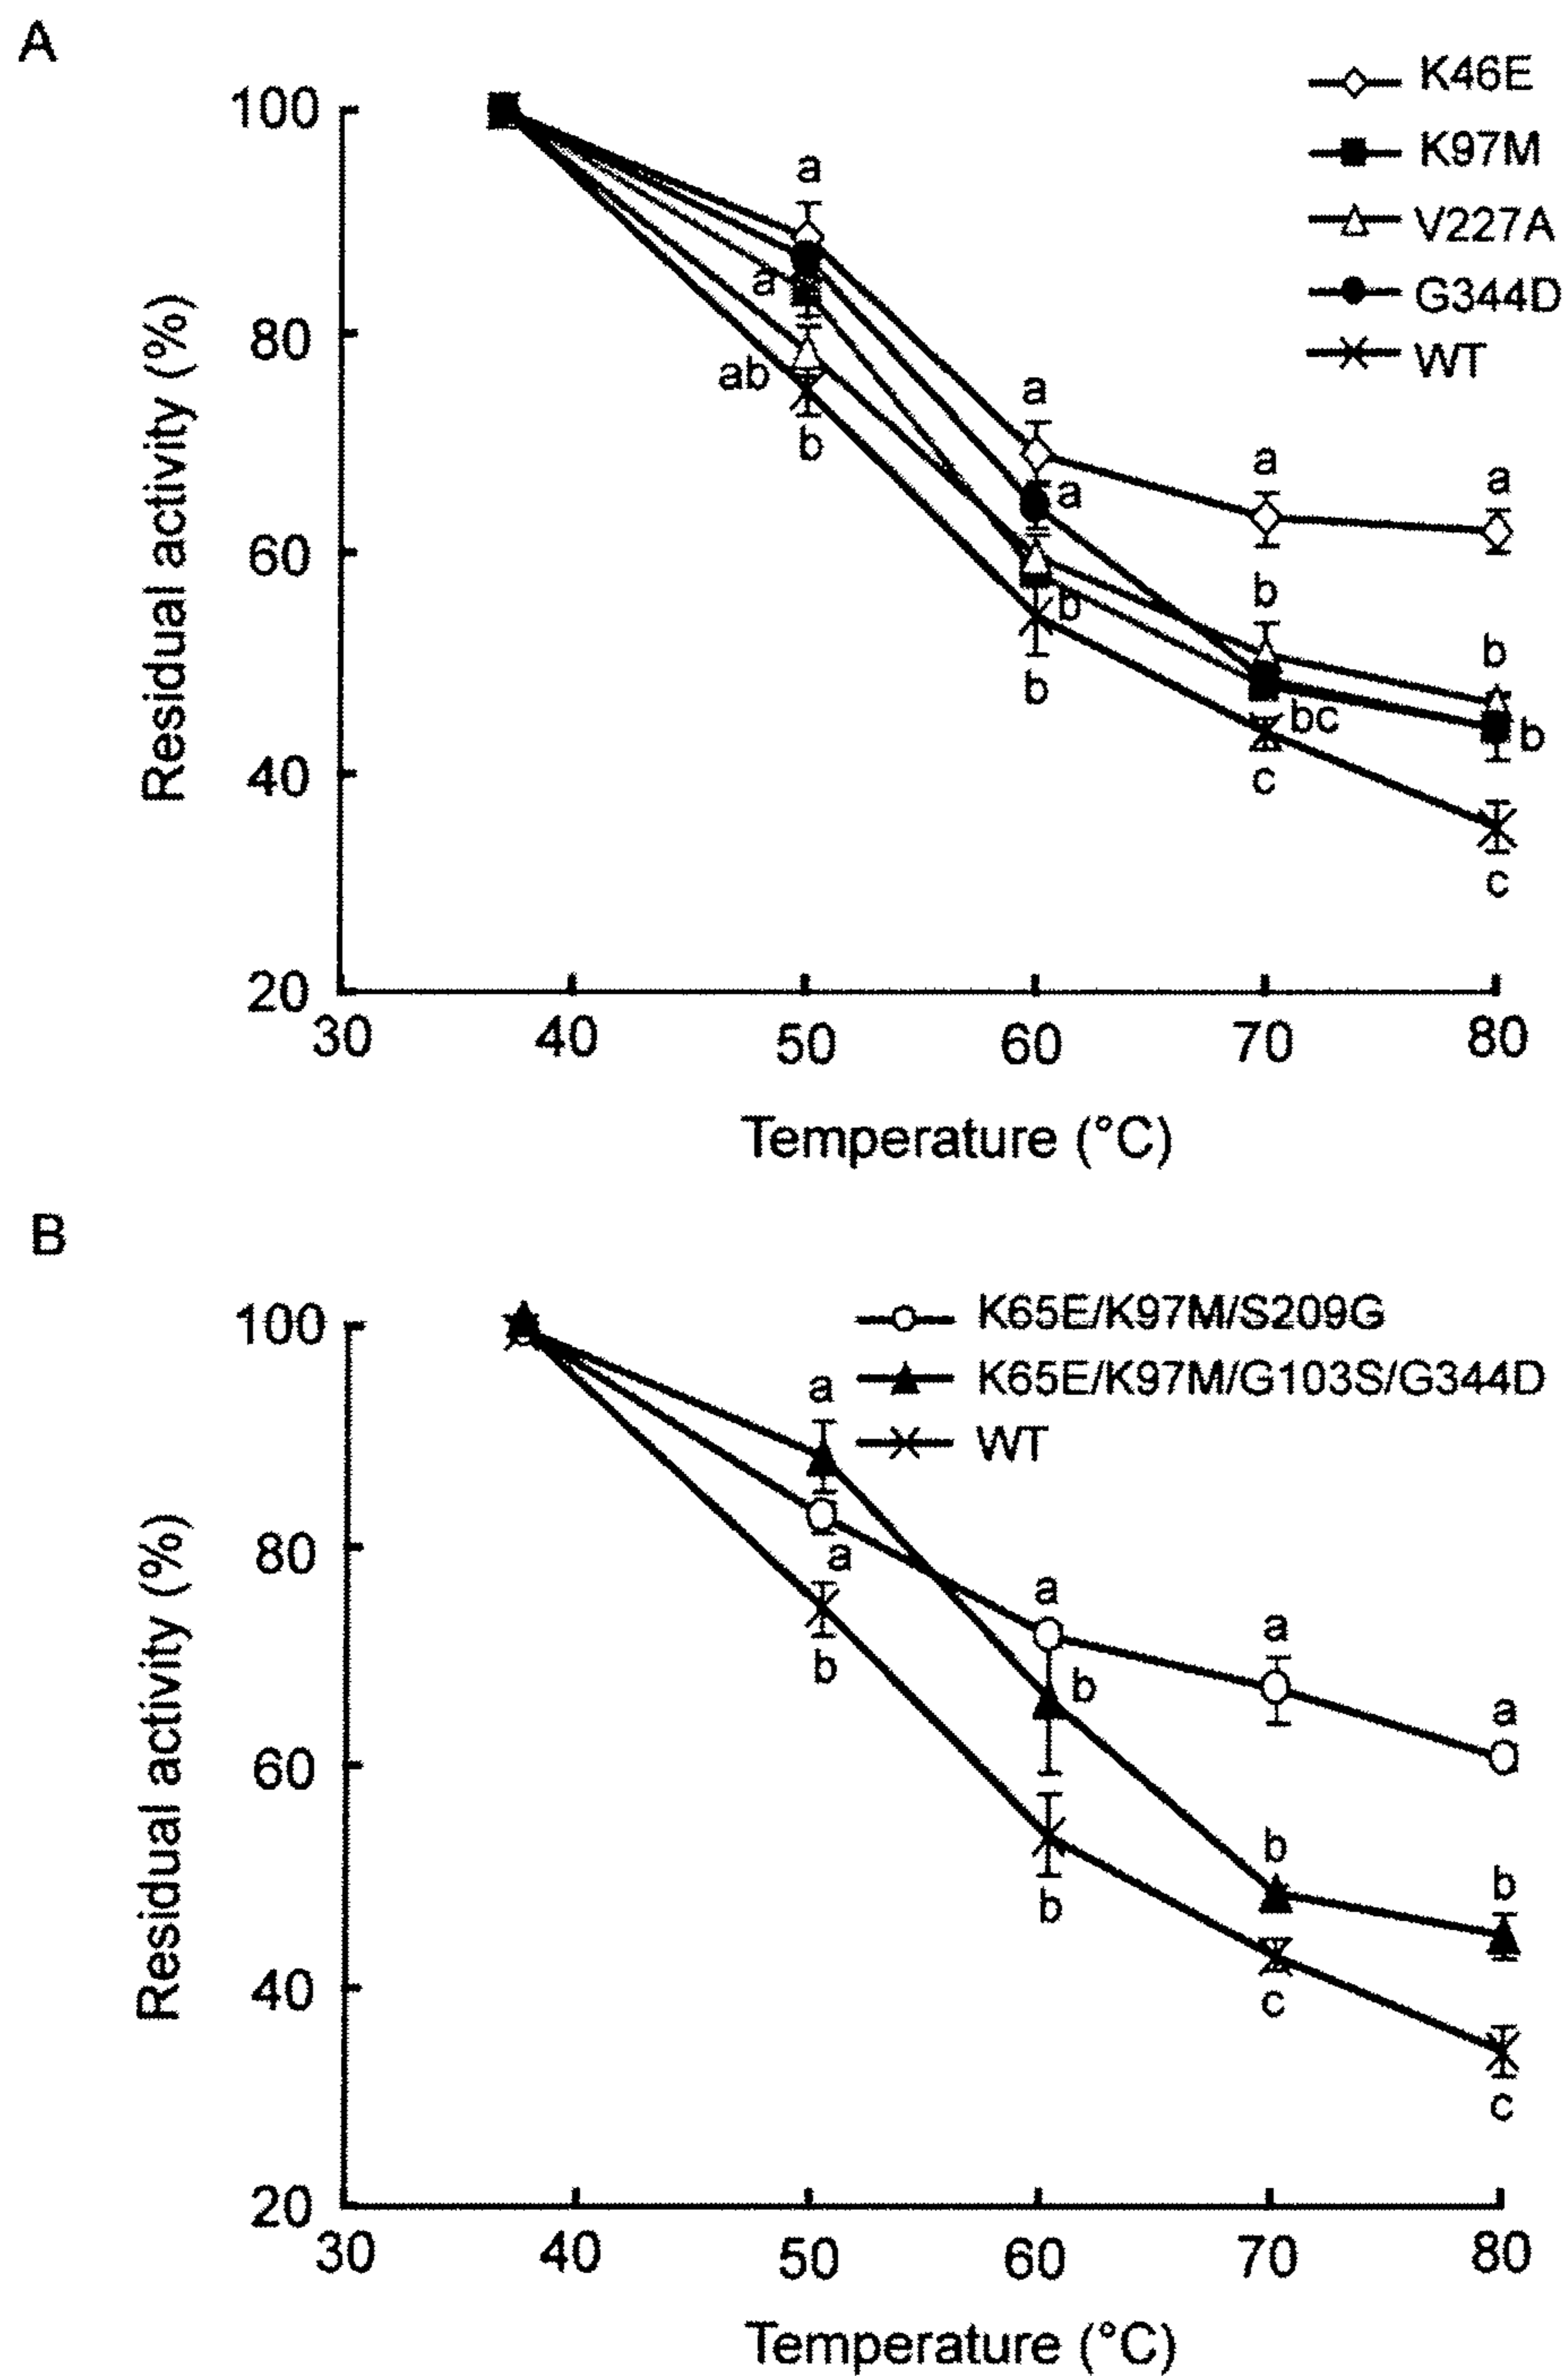 A
K46E
K97M
V227A
G344D
WT
100
80
60
40
20
Residual activity (%)
a
a
ab
b
a
a
b
b
a
b
bc
c
a
b
b
c
30 40 50 60 70 80
Temperature (°C)
B
K65E/K97M/S209G
K65E/K97M/G103S/G344D
WT
100
80
60
40
20
Residual activity (%)
a
a
b
a
b
b
a
b
c
a
b
c
30 40 50 60 70 80
Temperature (°C)